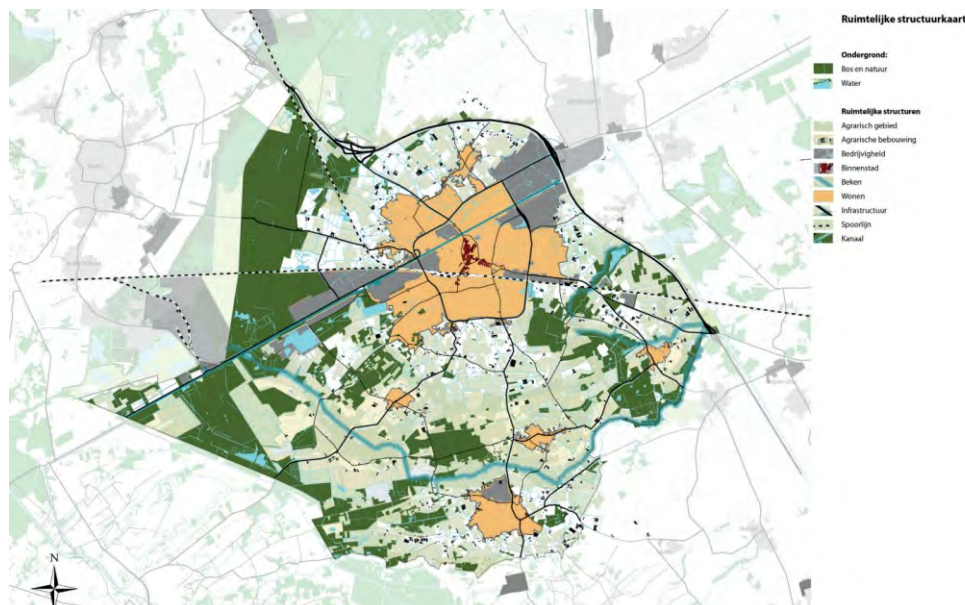 Ruimtelijke structuurkaart
Ondergrond:
Bos en natuur
Water
Ruimtelijke structuren
Agrarisch gebied
Agrarische bebouwing
Bedrijvigheid
Binnenstad
Beken
Wonen
Infrastructuur
Spoorlijn
Kanaal
N